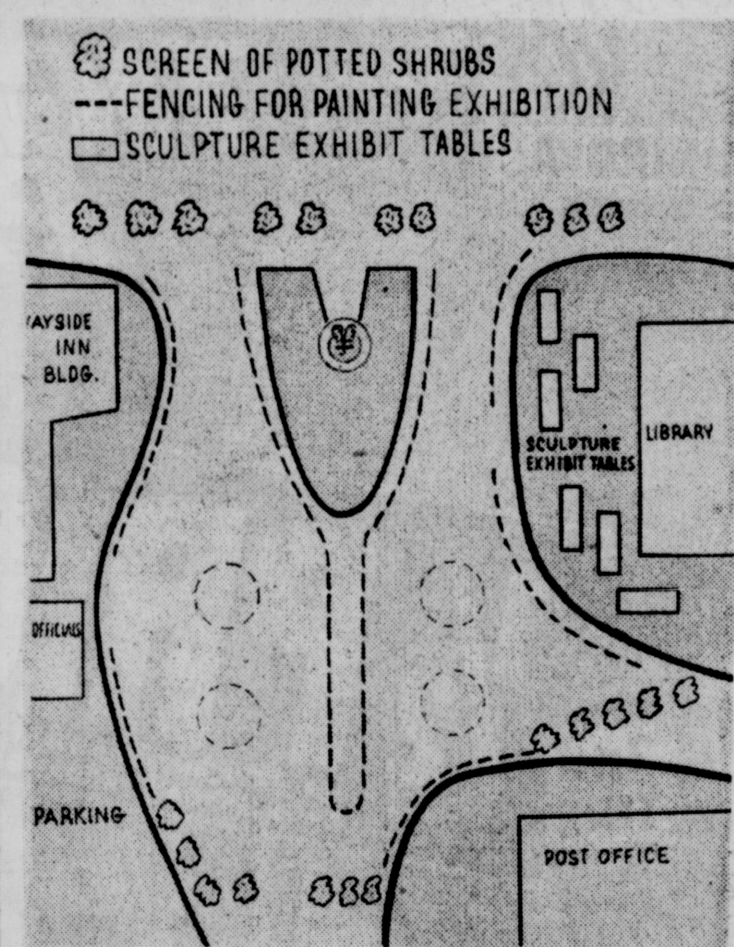 SCREEN OF POTTED SHRUBS
FENCING FOR PAINTING EXHIBITION
SCULPTURE EXHIBIT TABLES
AYSIDE
INN
BLDG.
SCULPTURE
EXHIBIT TABLES
LIBRARY
OFFICIALS
PARKING
POST OFFICE